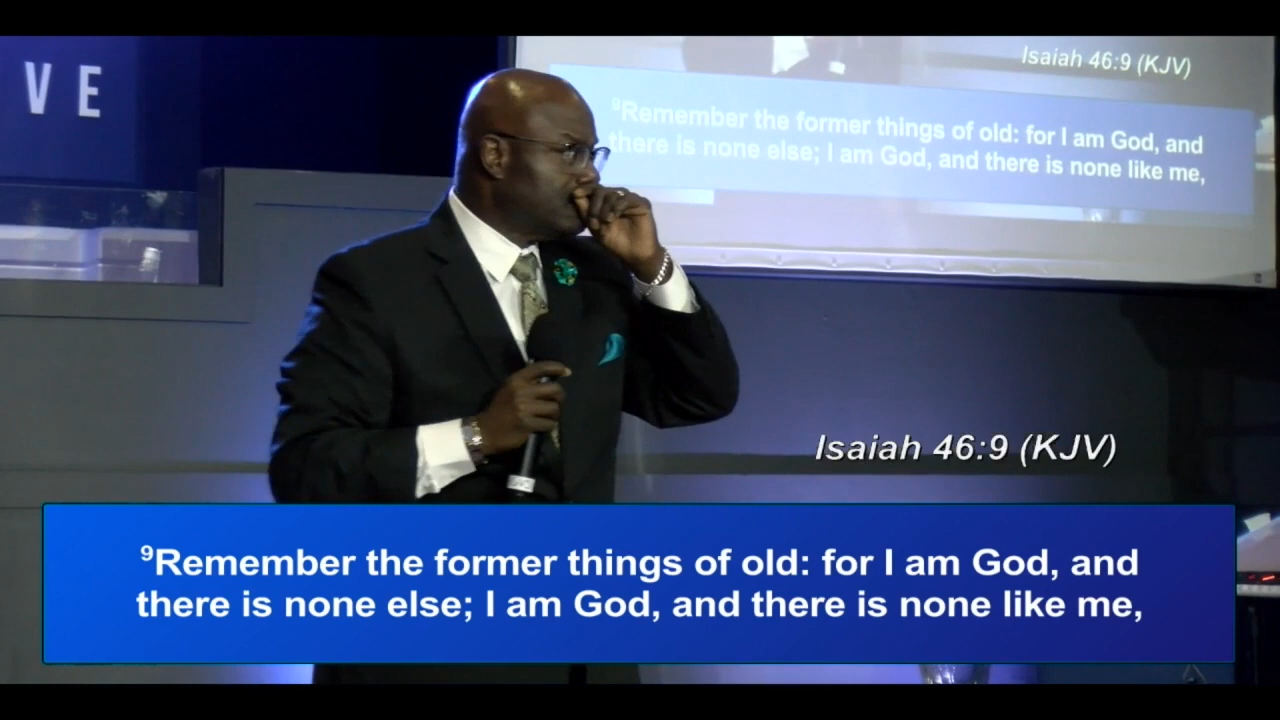 VE
Isaiah 46:9 (KJV)
⁹Remember the former things of old: for I am God, and
there is none else; I am God, and there is none like me,
Isaiah 46:9 (KJV)
⁹Remember the former things of old: for I am God, and
there is none else; I am God, and there is none like me,